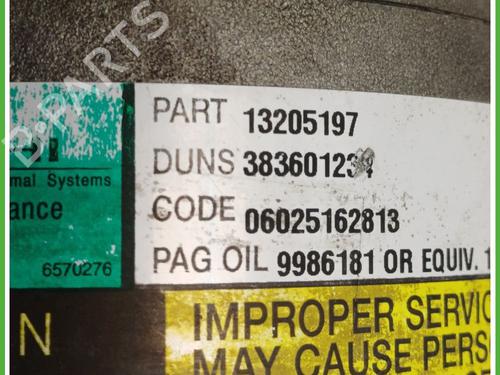 B-PARTS
PART 13205197
DUNS 383601234
CODE 06025162813
PAG OIL 9986181 OR EQUIV. 1
mal Systems
ance
6570276
N
IMPROPER SERVIC
MAY CAUSE PERS